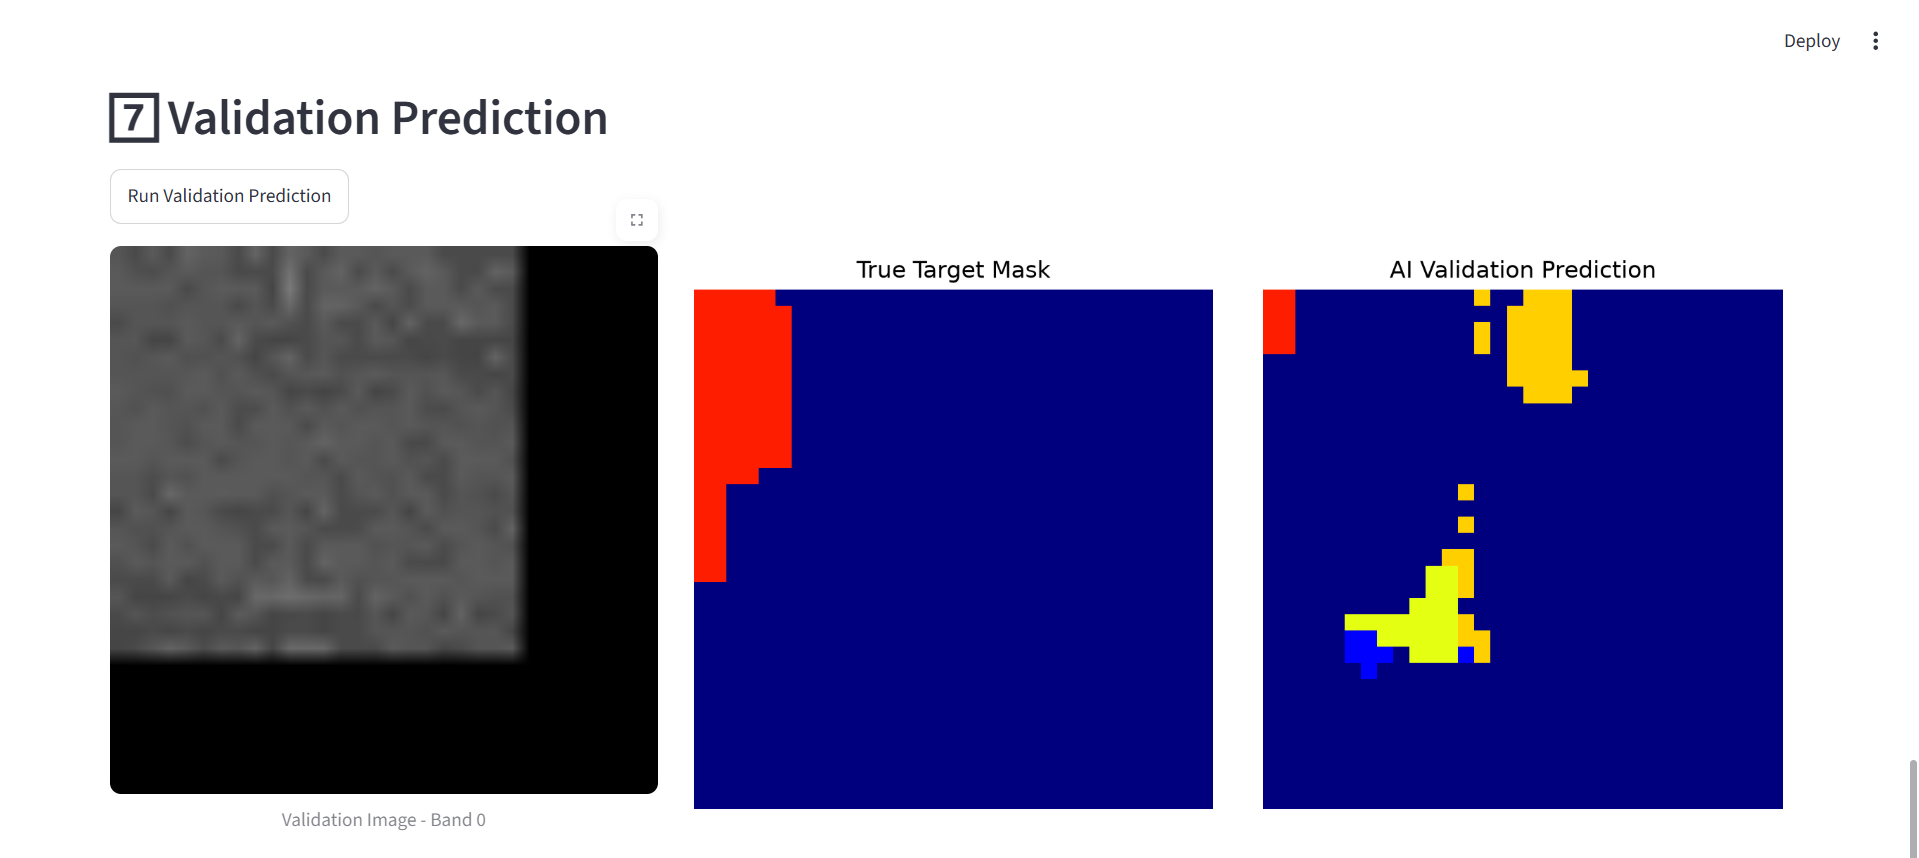 Deploy
7 Validation Prediction
Run Validation Prediction
True Target Mask
AI Validation Prediction
Validation Image - Band 0